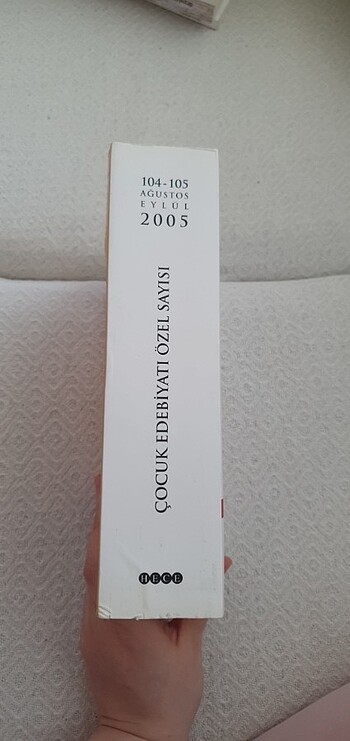 104-105
AĞUSTOS
EYLÜL
2005
ÇOCUK EDEBİYATI ÖZEL SAYISI
HECE